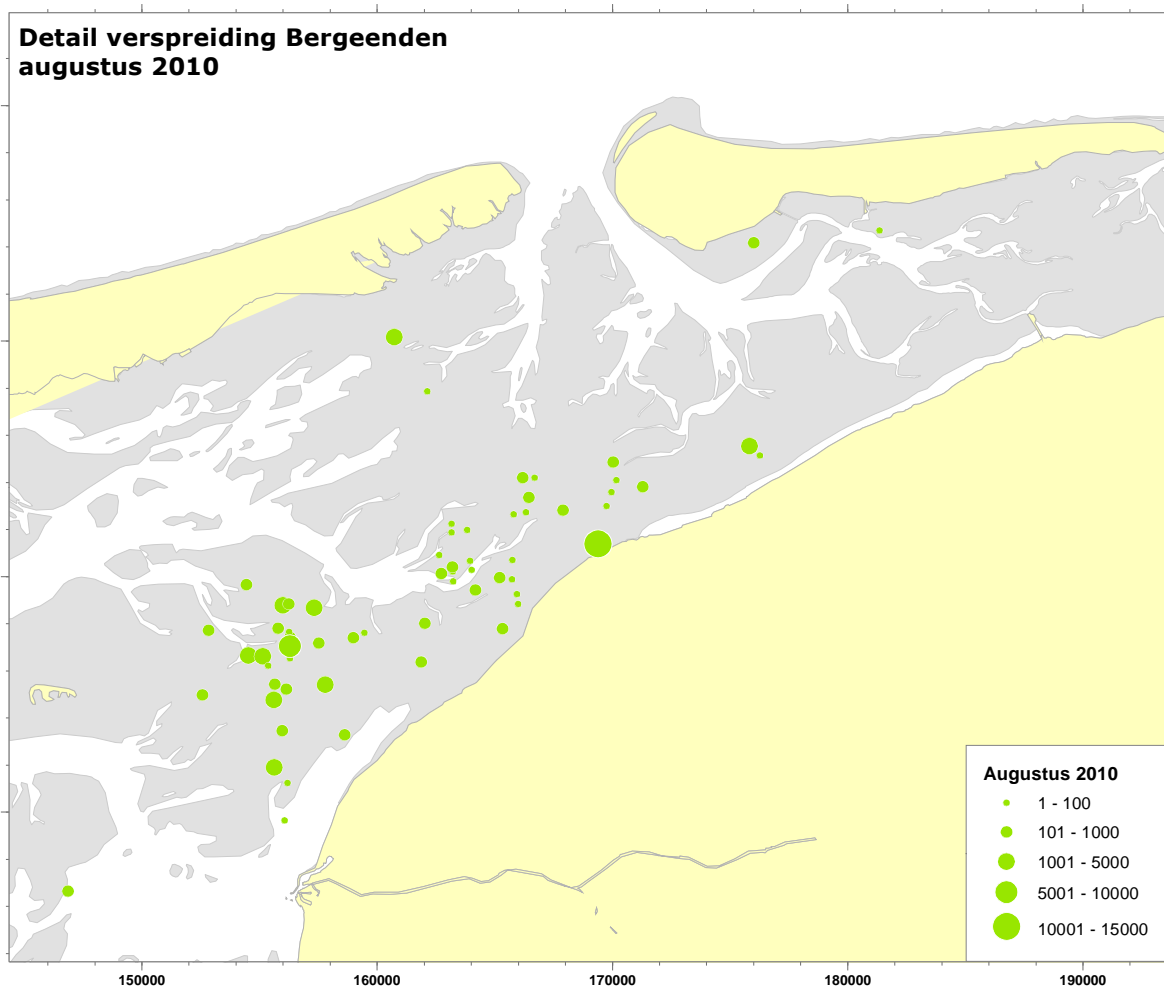 Detail verspreiding Bergeenden
augustus 2010
Augustus 2010
1 - 100
101 - 1000
1001 - 5000
5001 - 10000
10001 - 15000
150000 160000 170000 180000 190000